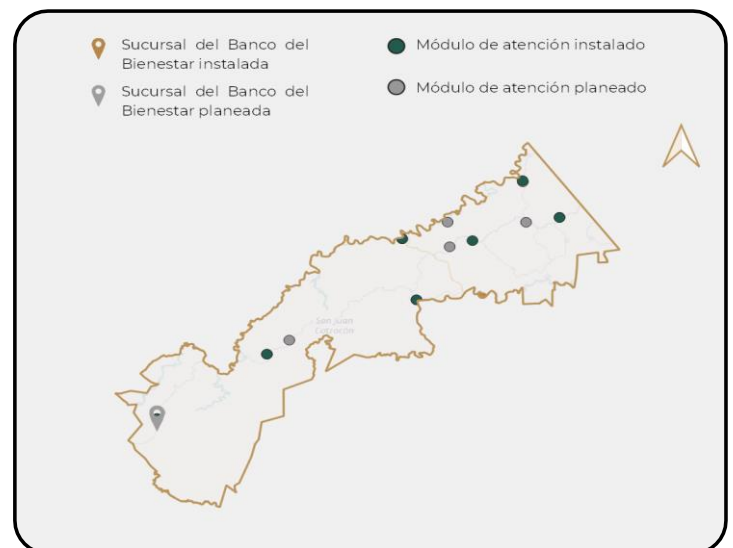 Sucursal del Banco del
Bienestar instalada
Sucursal del Banco del
Bienestar planeada
Módulo de atención instalado
Módulo de atención planeado
San Juan
Cotzocón